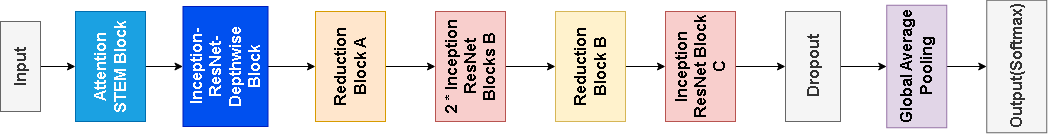 Input
Attention
STEM Block
Inception-
ResNet-
Depthwise
Block
Reduction
Block A
2 * Inception
ResNet
Blocks B
Reduction
Block B
Inception
ResNet Block
C
Dropout
Global Average
Pooling
Output(Softmax)